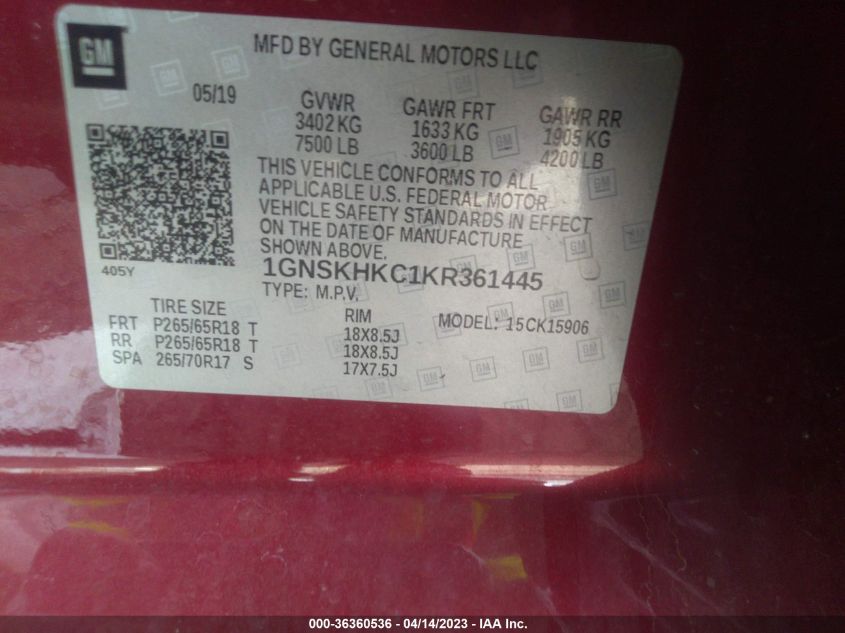 GM
MFD BY GENERAL MOTORS LLC
05/19 GVWR GAWR FRT GAWR RR
3402 KG 1633 KG 1905 KG
7500 LB 3600 LB 4200 LB
THIS VEHICLE CONFORMS TO ALL
APPLICABLE U.S. FEDERAL MOTOR
VEHICLE SAFETY STANDARDS IN EFFECT
ON THE DATE OF MANUFACTURE
SHOWN ABOVE.
405Y
1GNSKHKC1KR361445
TYPE: M.P.V.
MODEL: 15CK15906
TIRE SIZE RIM
FRT P265/65R18 T 18X8.5J
RR P265/65R18 T 18X8.5J
SPA 265/70R17 S 17X7.5J
000-36360536 - 04/14/2023 - IAA Inc.